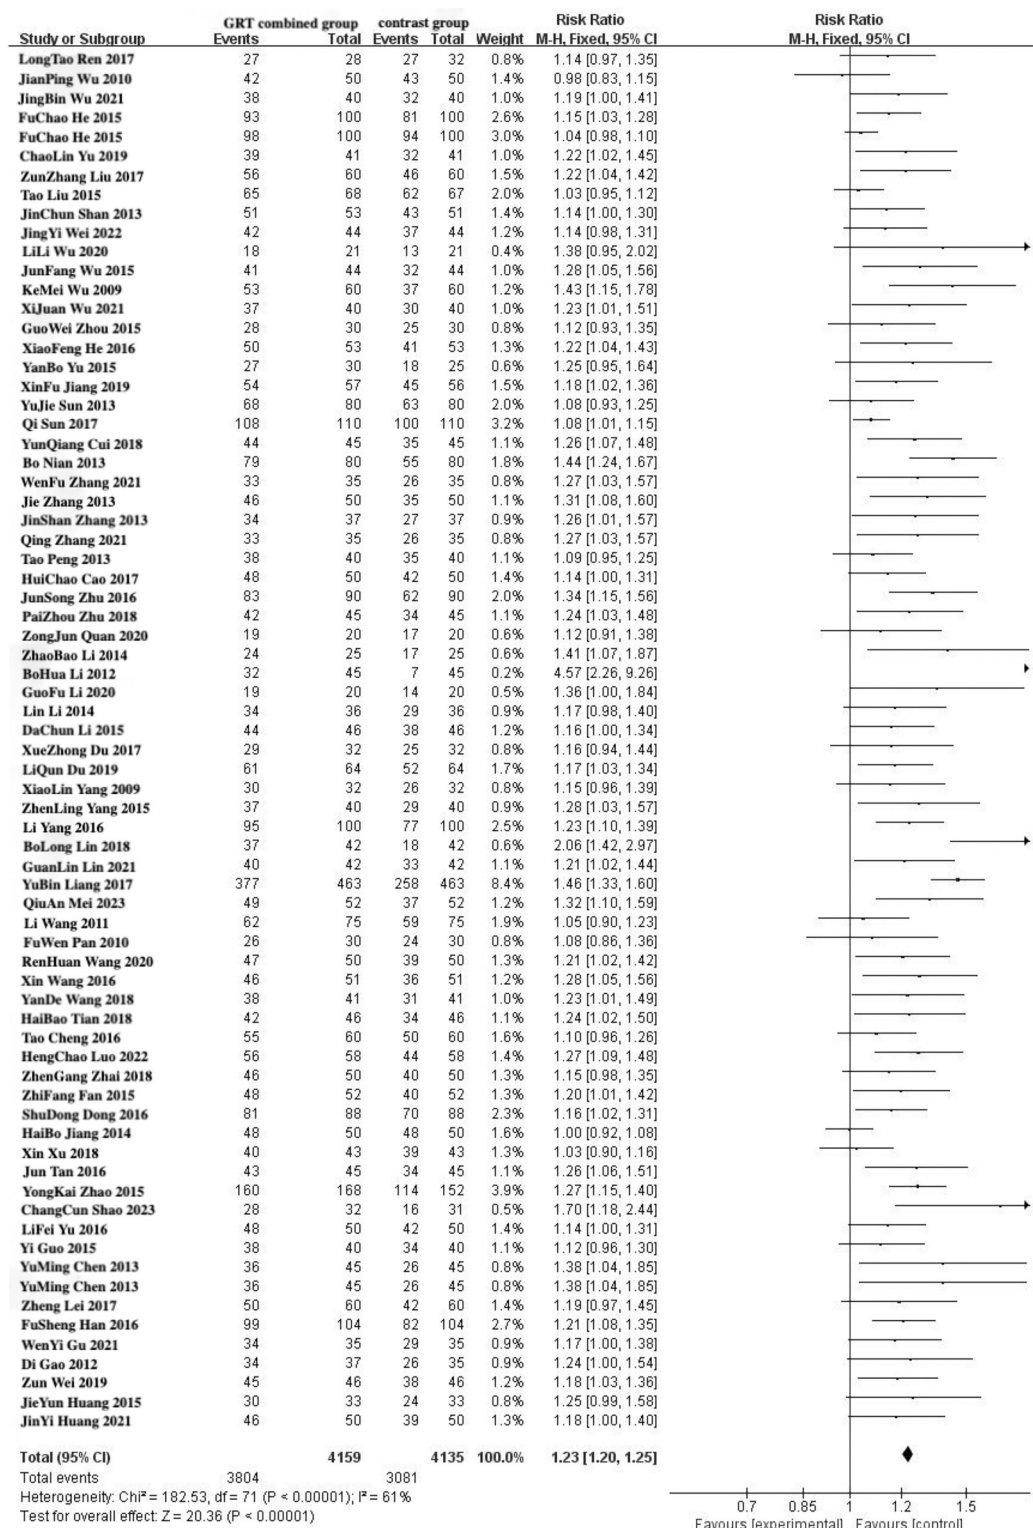 GRT combined group contrast group Risk Ratio Risk Ratio
Study or Subgroup Events Total Events Total Weight M-H, Fixed, 95% CI M-H, Fixed, 95% CI
LongTao Ren 2017 27 28 27 32 0.8% 1.14 [0.97, 1.35]
JianPing Wu 2010 42 50 43 50 1.4% 0.98 [0.83, 1.15]
JingBin Wu 2021 38 40 32 40 1.0% 1.19 [1.00, 1.41]
FuChao He 2015 93 100 81 100 2.6% 1.15 [1.03, 1.28]
FuChao He 2015 98 100 94 100 3.0% 1.04 [0.98, 1.10]
ChaoLin Yu 2019 39 41 32 41 1.0% 1.22 [1.02, 1.45]
ZunZhang Liu 2017 56 60 46 60 1.5% 1.22 [1.04, 1.42]
Tao Liu 2015 65 68 62 67 2.0% 1.03 [0.95, 1.12]
JinChun Shan 2013 51 53 43 51 1.4% 1.14 [1.00, 1.30]
JingYi Wei 2022 42 44 37 44 1.2% 1.14 [0.98, 1.31]
LiLi Wu 2020 18 21 13 21 0.4% 1.38 [0.95, 2.02]
JunFang Wu 2015 41 44 32 44 1.0% 1.28 [1.05, 1.56]
KeMei Wu 2009 53 60 37 60 1.2% 1.43 [1.15, 1.78]
XiJuan Wu 2021 37 40 30 40 1.0% 1.23 [1.01, 1.51]
GuoWei Zhou 2015 28 30 25 30 0.8% 1.12 [0.93, 1.35]
XiaoFeng He 2016 50 53 41 53 1.3% 1.22 [1.04, 1.43]
YanBo Yu 2015 27 30 18 25 0.6% 1.25 [0.95, 1.64]
XinFu Jiang 2019 54 57 45 56 1.5% 1.18 [1.02, 1.36]
YuJie Sun 2013 68 80 63 80 2.0% 1.08 [0.93, 1.25]
Qi Sun 2017 108 110 100 110 3.2% 1.08 [1.01, 1.15]
YunQiang Cui 2018 44 45 35 45 1.1% 1.26 [1.07, 1.48]
Bo Nian 2013 79 80 55 80 1.8% 1.44 [1.24, 1.67]
WenFu Zhang 2021 33 35 26 35 0.8% 1.27 [1.03, 1.57]
Jie Zhang 2013 46 50 35 50 1.1% 1.31 [1.08, 1.60]
JinShan Zhang 2013 34 37 27 37 0.9% 1.26 [1.01, 1.57]
Qing Zhang 2021 33 35 26 35 0.8% 1.27 [1.03, 1.57]
Tao Peng 2013 38 40 35 40 1.1% 1.09 [0.95, 1.25]
HuiChao Cao 2017 48 50 42 50 1.4% 1.14 [1.00, 1.31]
JunSong Zhu 2016 83 90 62 90 2.0% 1.34 [1.15, 1.56]
PaiZhou Zhu 2018 42 45 34 45 1.1% 1.24 [1.03, 1.48]
ZongJun Quan 2020 19 20 17 20 0.6% 1.12 [0.91, 1.38]
ZhaoBao Li 2014 24 25 17 25 0.6% 1.41 [1.07, 1.87]
BoHua Li 2012 32 45 7 45 0.2% 4.57 [2.26, 9.26]
GuoFu Li 2020 19 20 14 20 0.5% 1.36 [1.00, 1.84]
Lin Li 2014 34 36 29 36 0.9% 1.17 [0.98, 1.40]
DaChun Li 2015 44 46 38 46 1.2% 1.16 [1.00, 1.34]
XueZhong Du 2017 29 32 25 32 0.8% 1.16 [0.94, 1.44]
LiQun Du 2019 61 64 52 64 1.7% 1.17 [1.03, 1.34]
XiaoLin Yang 2009 30 32 26 32 0.8% 1.15 [0.96, 1.39]
ZhenLing Yang 2015 37 40 29 40 0.9% 1.28 [1.03, 1.57]
Li Yang 2016 95 100 77 100 2.5% 1.23 [1.10, 1.39]
BoLong Lin 2018 37 42 18 42 0.6% 2.06 [1.42, 2.97]
GuanLin Lin 2021 40 42 33 42 1.1% 1.21 [1.02, 1.44]
YuBin Liang 2017 377 463 258 463 8.4% 1.46 [1.33, 1.60]
QiuAn Mei 2023 49 52 37 52 1.2% 1.32 [1.10, 1.59]
Li Wang 2011 62 75 59 75 1.9% 1.05 [0.90, 1.23]
FuWen Pan 2010 26 30 24 30 0.8% 1.08 [0.86, 1.36]
RenHuan Wang 2020 47 50 39 50 1.3% 1.21 [1.02, 1.42]
Xin Wang 2016 46 51 36 51 1.2% 1.28 [1.05, 1.56]
YanDe Wang 2018 38 41 31 41 1.0% 1.23 [1.01, 1.49]
HaiBao Tian 2018 42 46 34 46 1.1% 1.24 [1.02, 1.50]
Tao Cheng 2016 55 60 50 60 1.6% 1.10 [0.96, 1.26]
HengChao Luo 2022 56 58 44 58 1.4% 1.27 [1.09, 1.48]
ZhenGang Zhai 2018 46 50 40 50 1.3% 1.15 [0.98, 1.35]
ZhiFang Fan 2015 48 52 40 52 1.3% 1.20 [1.01, 1.42]
ShuDong Dong 2016 81 88 70 88 2.3% 1.16 [1.02, 1.31]
HaiBo Jiang 2014 48 50 48 50 1.6% 1.00 [0.92, 1.08]
Xin Xu 2018 40 43 39 43 1.3% 1.03 [0.90, 1.16]
Jun Tan 2016 43 45 34 45 1.1% 1.26 [1.06, 1.51]
YongKai Zhao 2015 160 168 114 152 3.9% 1.27 [1.15, 1.40]
ChangCun Shao 2023 28 32 16 31 0.5% 1.70 [1.18, 2.44]
LiFei Yu 2016 48 50 42 50 1.4% 1.14 [1.00, 1.31]
Yi Guo 2015 38 40 34 40 1.1% 1.12 [0.96, 1.30]
YuMing Chen 2013 36 45 26 45 0.8% 1.38 [1.04, 1.85]
YuMing Chen 2013 36 45 26 45 0.8% 1.38 [1.04, 1.85]
Zheng Lei 2017 50 60 42 60 1.4% 1.19 [0.97, 1.45]
FuSheng Han 2016 99 104 82 104 2.7% 1.21 [1.08, 1.35]
WenYi Gu 2021 34 35 29 35 0.9% 1.17 [1.00, 1.38]
Di Gao 2012 34 37 26 35 0.9% 1.24 [1.00, 1.54]
Zun Wei 2019 45 46 38 46 1.2% 1.18 [1.03, 1.36]
JieYun Huang 2015 30 33 24 33 0.8% 1.25 [0.99, 1.58]
JinYi Huang 2021 46 50 39 50 1.3% 1.18 [1.00, 1.40]
Total (95% CI) 4159 4135 100.0% 1.23 [1.20, 1.25]
Total events 3804 3081
Heterogeneity: Chi² = 182.53, df = 71 (P < 0.00001); I² = 61%
Test for overall effect: Z = 20.36 (P < 0.00001)
0.7 0.85 1 1.2 1.5
Favours [experimental] Favours [control]